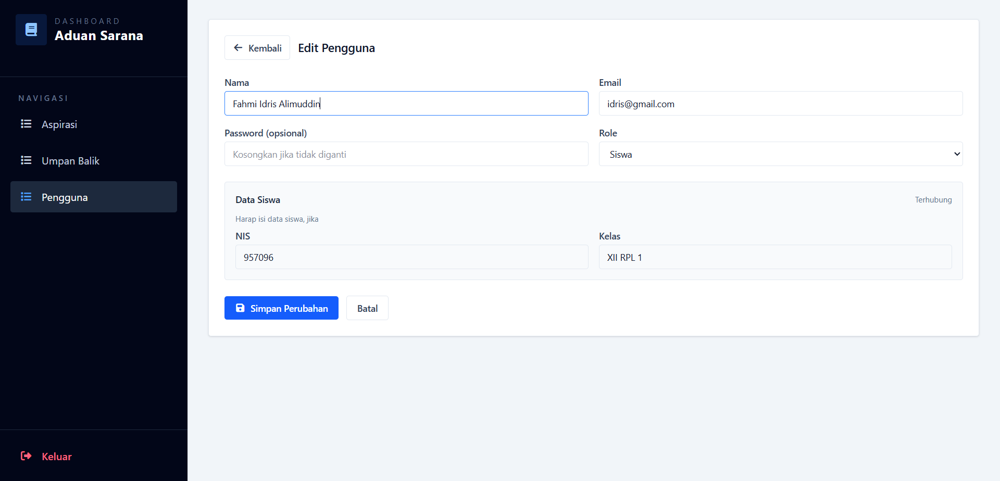 DASHBOARD
Aduan Sarana
NAVIGASI
Aspirasi
Umpan Balik
Pengguna
Keluar
Kembali
Edit Pengguna
Nama
Fahmi Idris Alimuddin
Email
idris@gmail.com
Password (opsional)
Kosongkan jika tidak diganti
Role
Siswa
Data Siswa
Terhubung
Harap isi data siswa, jika
NIS
957096
Kelas
XII RPL 1
Simpan Perubahan
Batal